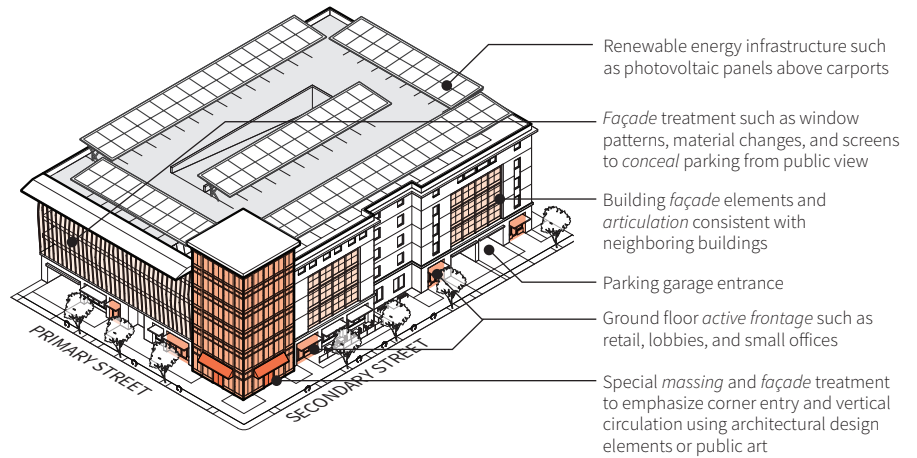 Renewable energy infrastructure such
as photovoltaic panels above carports
Façade treatment such as window
patterns, material changes, and screens
to conceal parking from public view
Building façade elements and
articulation consistent with
neighboring buildings
Parking garage entrance
Ground floor active frontage such as
retail, lobbies, and small offices
Special massing and façade treatment
to emphasize corner entry and vertical
circulation using architectural design
elements or public art
PRIMARY STREET
SECONDARY STREET